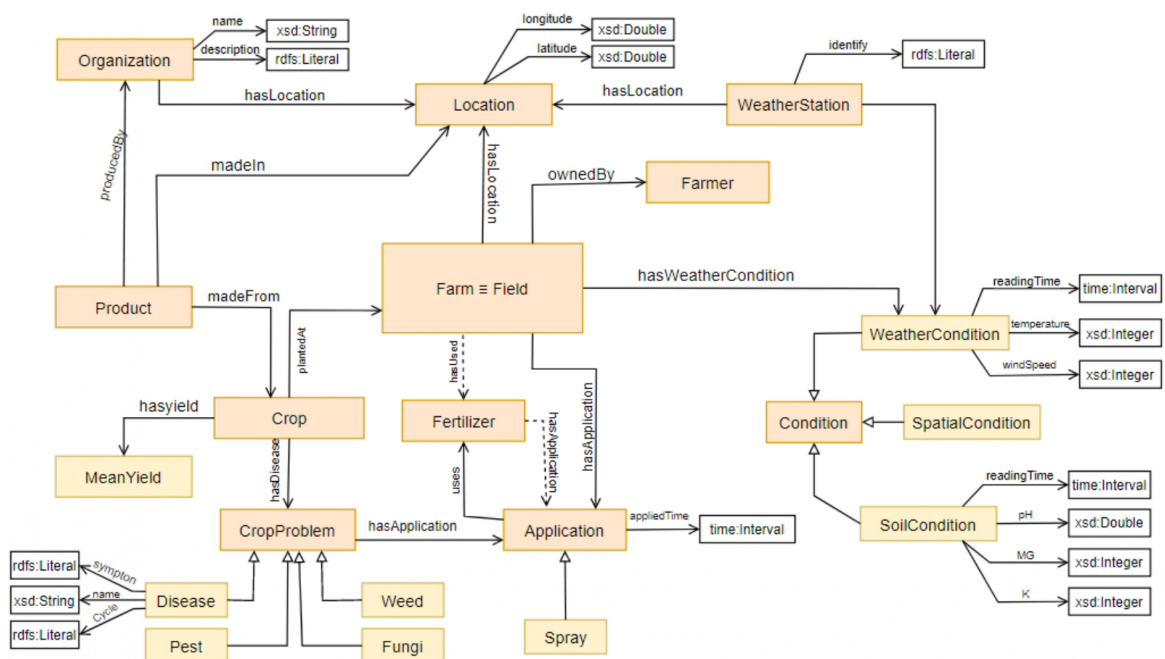 name
xsd:String
description
rdfs:Literal
Organization
longitude
xsd:Double
latitude
xsd:Double
identify
rdfs:Literal
hasLocation
Location
hasLocation
WeatherStation
producedBy
madeIn
hasLocation
ownedBy
Farmer
Product
madeFrom
plantedAt
Farm ≡ Field
hasWeatherCondition
readingTime
time:Interval
WeatherCondition
temperature
xsd:Integer
windSpeed
xsd:Integer
hasUsed
hasyield
Crop
Fertilizer
hasApplication
hasApplication
Condition
SpatialCondition
MeanYield
hasDisease
uses
readingTime
time:Interval
CropProblem
hasApplication
Application
appliedTime
time:Interval
SoilCondition
pH
xsd:Double
MG
xsd:Integer
K
xsd:Integer
rdfs:Literal
sympton
xsd:String
name
Disease
Weed
rdfs:Literal
Cycle
Pest
Fungi
Spray